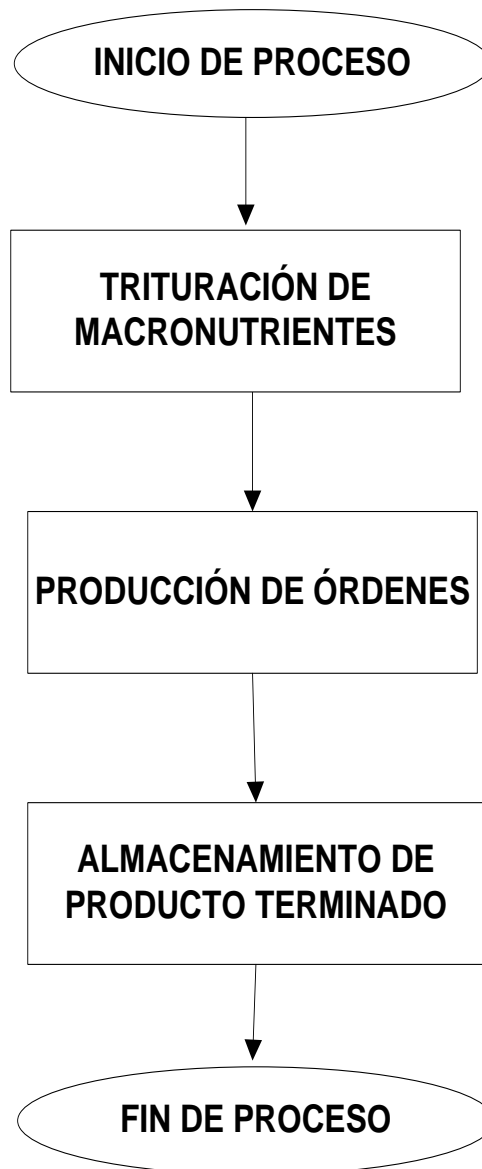 INICIO DE PROCESO
TRITURACIÓN DE
MACRONUTRIENTES
PRODUCCIÓN DE ÓRDENES
ALMACENAMIENTO DE
PRODUCTO TERMINADO
FIN DE PROCESO